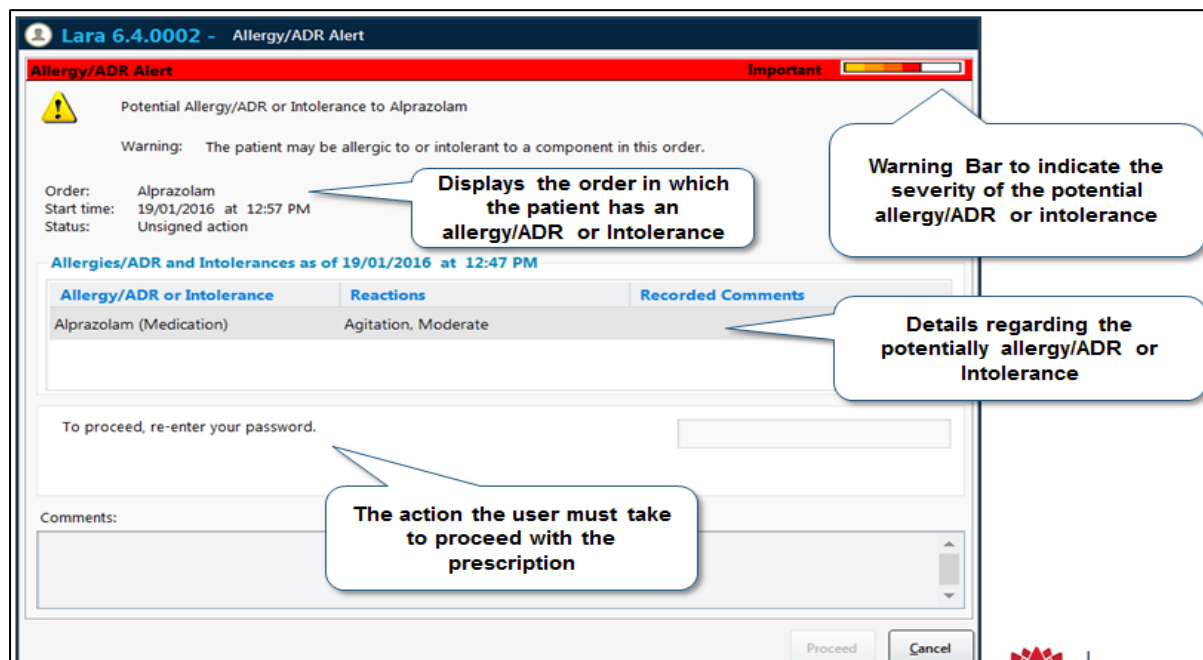 Lara 6.4.0002 - Allergy/ADR Alert
Allergy/ADR Alert Important
Potential Allergy/ADR or Intolerance to Alprazolam
Warning: The patient may be allergic to or intolerant to a component in this order.
Warning Bar to indicate the
severity of the potential
allergy/ADR or intolerance
Order: Alprazolam
Start time: 19/01/2016 at 12:57 PM
Status: Unsigned action
Displays the order in which
the patient has an
allergy/ADR or Intolerance
Allergies/ADR and Intolerances as of 19/01/2016 at 12:47 PM
Allergy/ADR or Intolerance Reactions Recorded Comments
Alprazolam (Medication) Agitation, Moderate
Details regarding the
potentially allergy/ADR or
Intolerance
To proceed, re-enter your password.
The action the user must take
to proceed with the
prescription
Comments:
Proceed Cancel